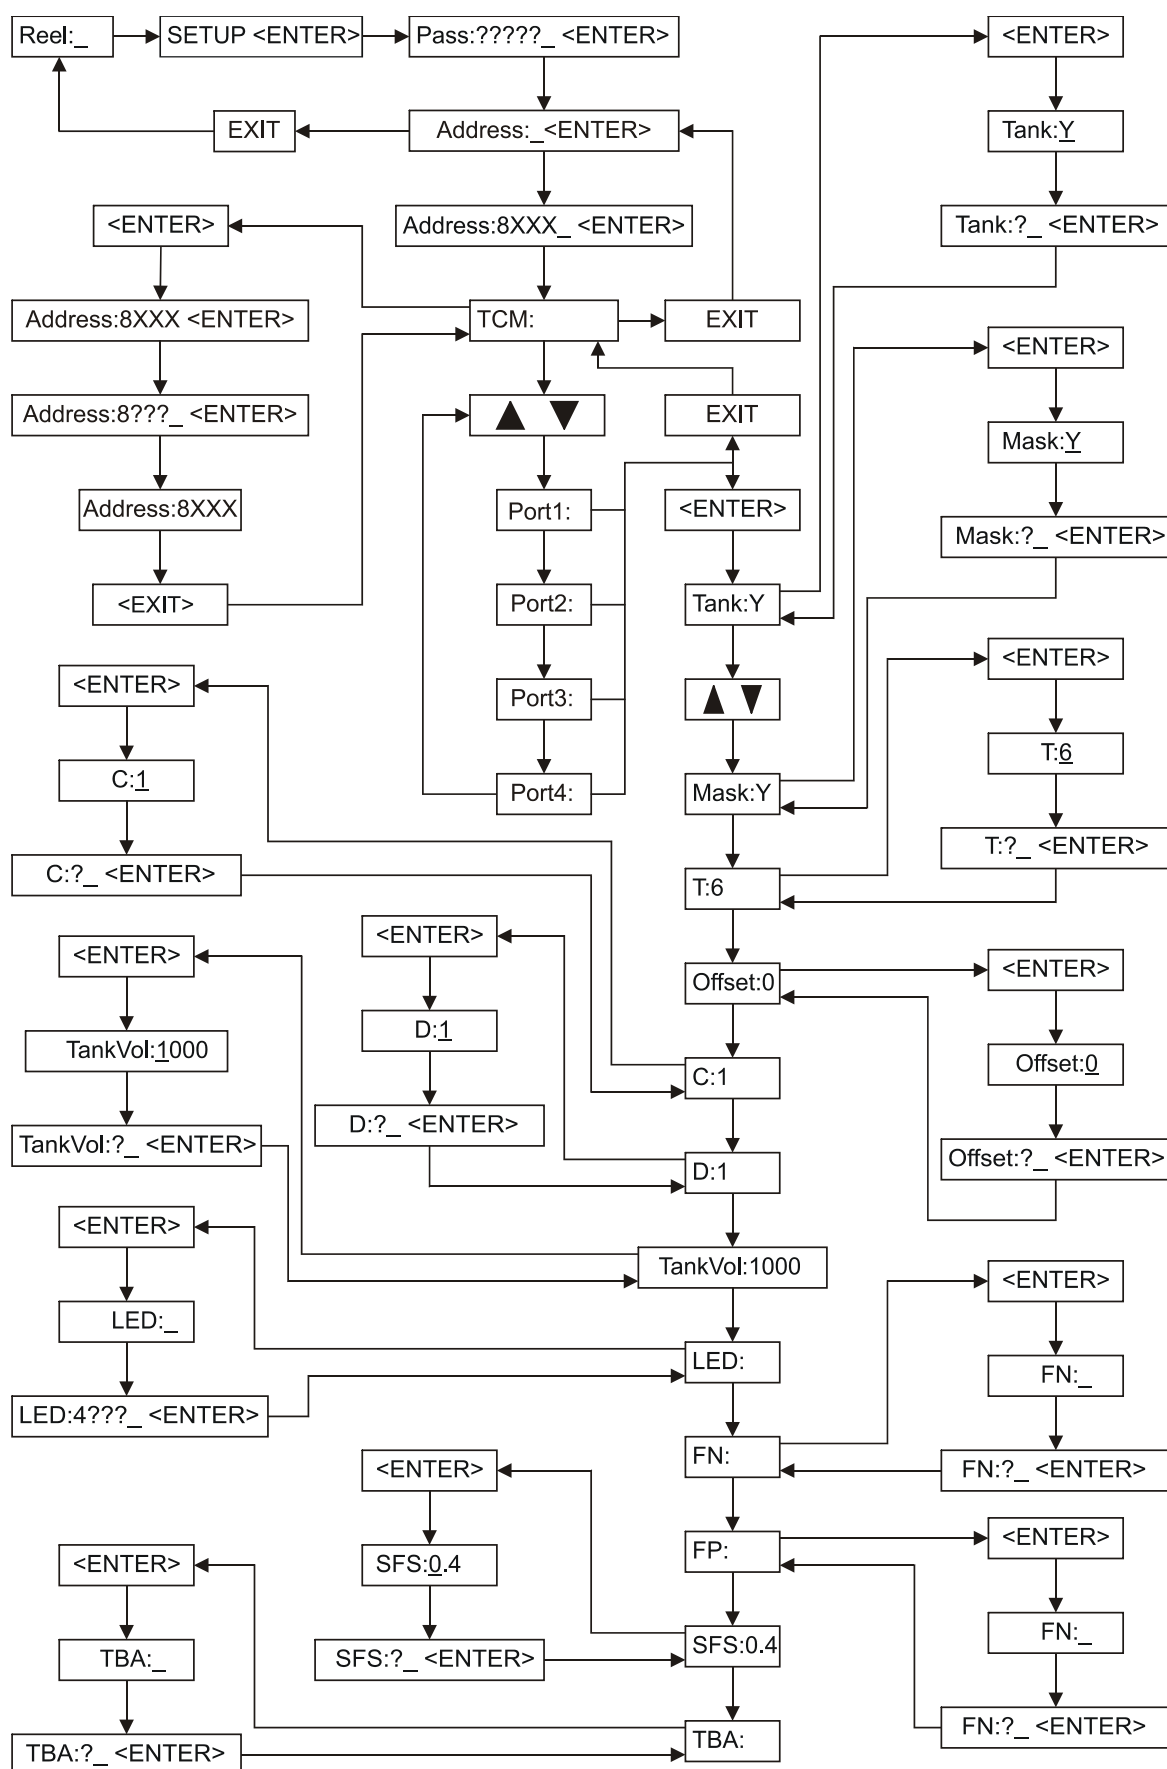 Reel:_
SETUP <ENTER>
Pass:?????_ <ENTER>
<ENTER>
EXIT
Address:_<ENTER>
Tank:Y
<ENTER>
Address:8XXX_ <ENTER>
Tank:?_ <ENTER>
Address:8XXX <ENTER>
TCM:
EXIT
<ENTER>
Address:8???_ <ENTER>
▲ ▼
EXIT
Mask:Y
Address:8XXX
Port1:
<ENTER>
Mask:?_ <ENTER>
<EXIT>
Port2:
Tank:Y
<ENTER>
Port3:
▲ ▼
<ENTER>
C:1
Port4:
Mask:Y
T:6
C:?_ <ENTER>
T:6
T:?_ <ENTER>
<ENTER>
<ENTER>
Offset:0
<ENTER>
TankVol:1000
D:1
C:1
Offset:0
TankVol:?_ <ENTER>
D:?_ <ENTER>
D:1
Offset:?_ <ENTER>
<ENTER>
TankVol:1000
<ENTER>
LED:_
LED:
FN:_
LED:4???_ <ENTER>
<ENTER>
FN:
FN:?_ <ENTER>
<ENTER>
SFS:0.4
FP:
<ENTER>
TBA:_
SFS:?_ <ENTER>
SFS:0.4
FN:_
TBA:?_ <ENTER>
TBA:
FN:?_ <ENTER>